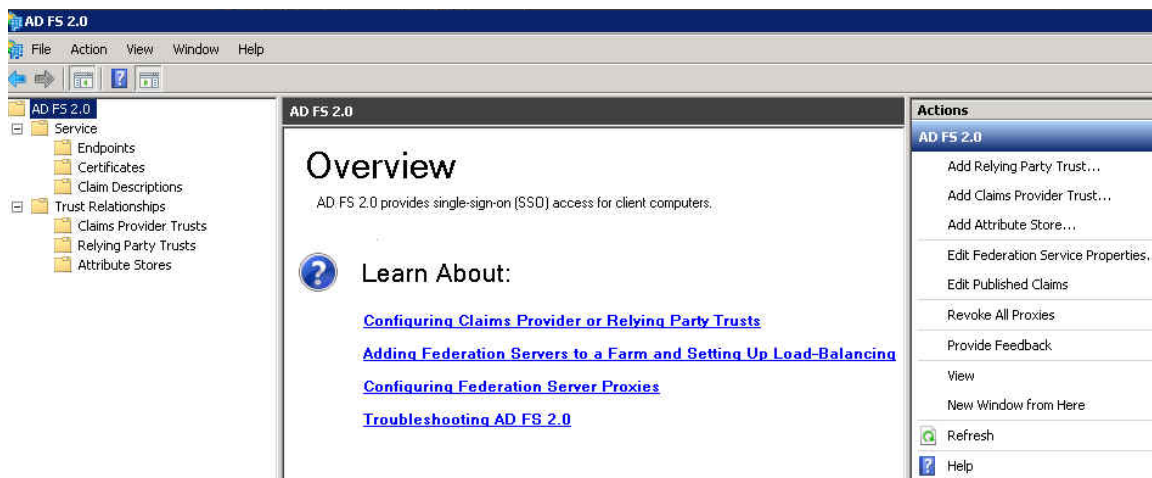 AD FS 2.0
File Action View Window Help
AD FS 2.0
Service
Endpoints
Certificates
Claim Descriptions
Trust Relationships
Claims Provider Trusts
Relying Party Trusts
Attribute Stores
AD FS 2.0
Overview
AD FS 2.0 provides single-sign-on (SSO) access for client computers.
Learn About:
Configuring Claims Provider or Relying Party Trusts
Adding Federation Servers to a Farm and Setting Up Load-Balancing
Configuring Federation Server Proxies
Troubleshooting AD FS 2.0
Actions
AD FS 2.0
Add Relying Party Trust...
Add Claims Provider Trust...
Add Attribute Store...
Edit Federation Service Properties.
Edit Published Claims
Revoke All Proxies
Provide Feedback
View
New Window from Here
Refresh
Help